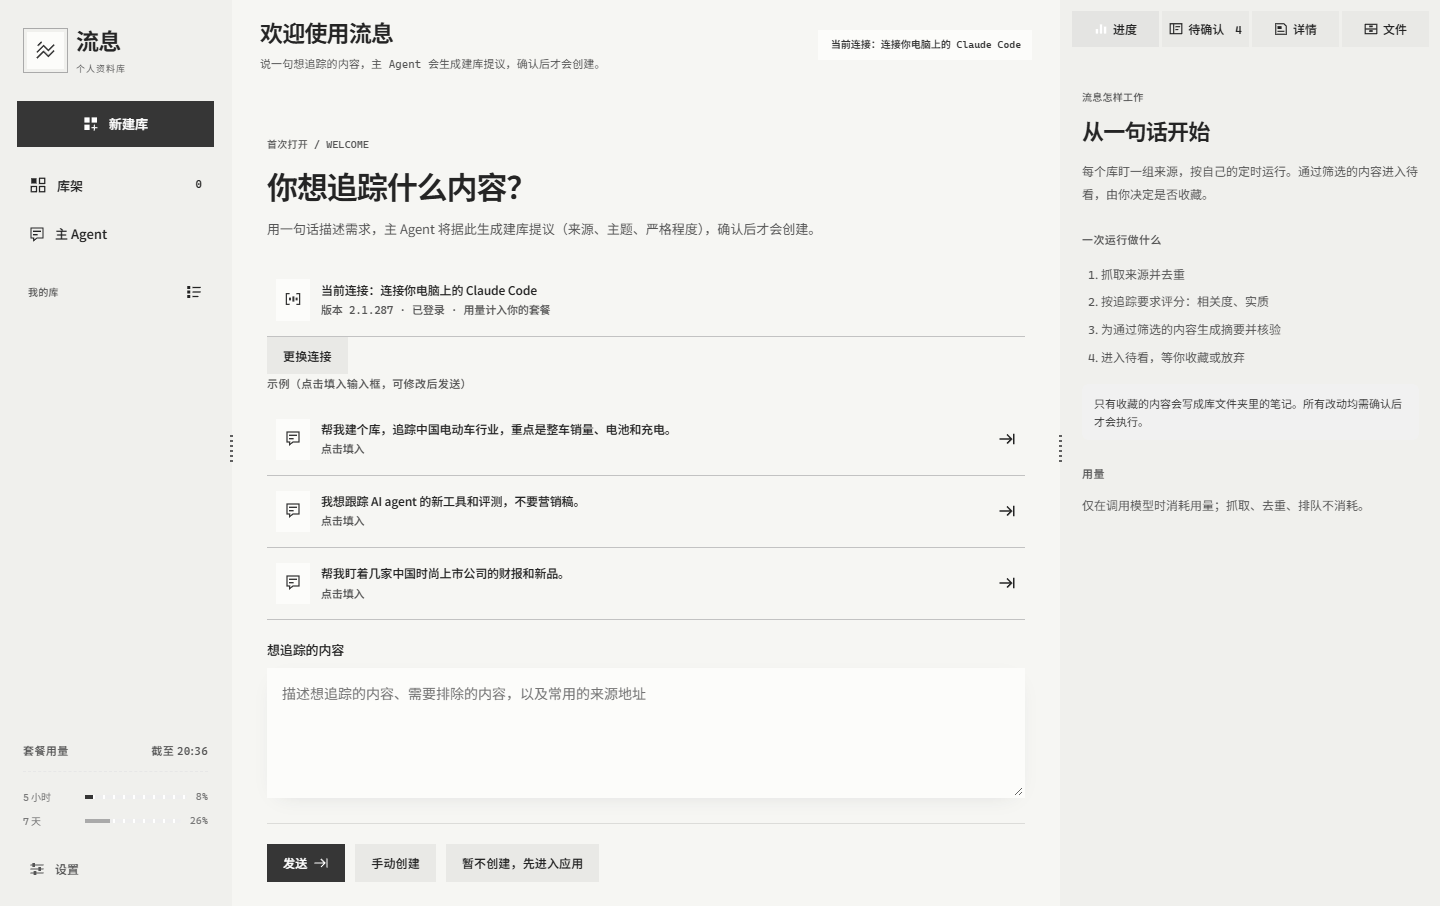 流息
个人资料库
新建库
库架 0
主 Agent
我的库
套餐用量 截至 20:36
5 小时 8%
7 天 26%
设置
欢迎使用流息
说一句想追踪的内容，主 Agent 会生成建库提议，确认后才会创建。
当前连接：连接你电脑上的 Claude Code
首次打开 / WELCOME
你想追踪什么内容？
用一句话描述需求，主 Agent 将据此生成建库提议（来源、主题、严格程度），确认后才会创建。
当前连接：连接你电脑上的 Claude Code
版本 2.1.287 · 已登录 · 用量计入你的套餐
更换连接
示例（点击填入输入框，可修改后发送）
帮我建个库，追踪中国电动车行业，重点是整车销量、电池和充电。
点击填入
我想跟踪 AI agent 的新工具和评测，不要营销稿。
点击填入
帮我盯着几家中国时尚上市公司的财报和新品。
点击填入
想追踪的内容
描述想追踪的内容、需要排除的内容，以及常用的来源地址
发送 手动创建 暂不创建，先进入应用
进度 待确认 4 详情 文件
流息怎样工作
从一句话开始
每个库盯一组来源，按自己的定时运行。通过筛选的内容进入待
看，由你决定是否收藏。
一次运行做什么
1. 抓取来源并去重
2. 按追踪要求评分：相关度、实质
3. 为通过筛选的内容生成摘要并核验
4. 进入待看，等你收藏或放弃
只有收藏的内容会写成库文件夹里的笔记。所有改动均需确认后
才会执行。
用量
仅在调用模型时消耗用量；抓取、去重、排队不消耗。